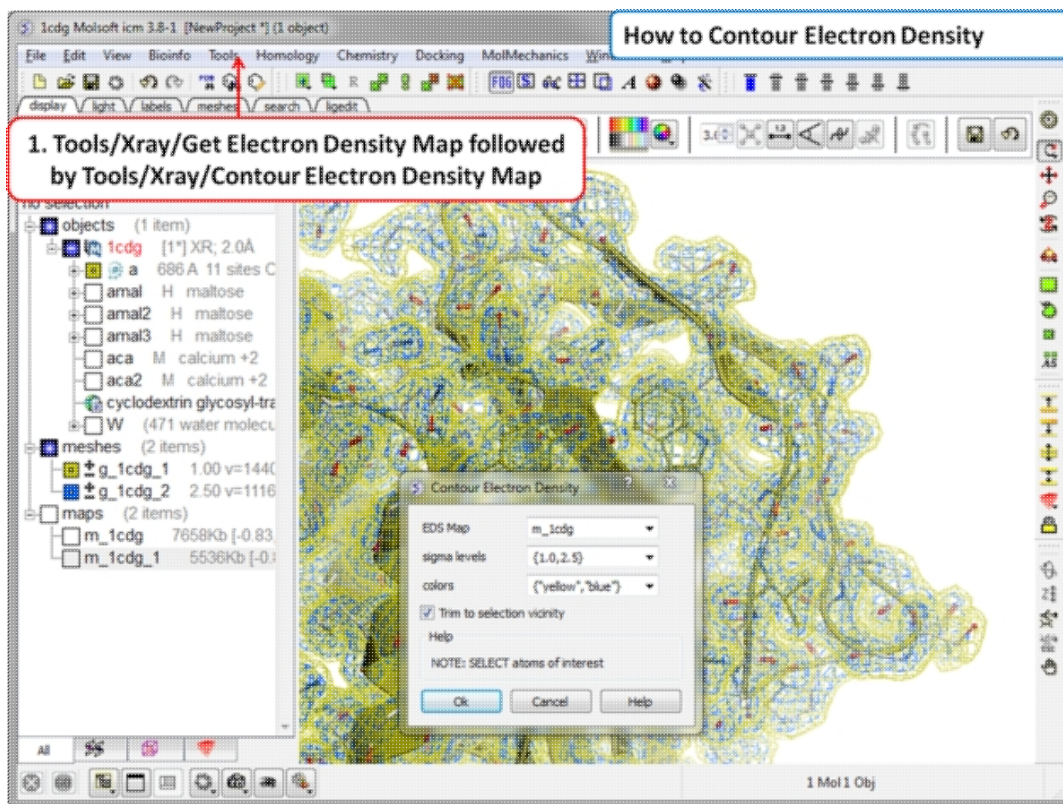 1cdg Molsoft icm 3.8-1 [NewProject *] (1 object)
How to Contour Electron Density
File Edit View Bioinfo Tools Homology Chemistry Docking MolMechanics
display light labels meshes search ligedit
1. Tools/Xray/Get Electron Density Map followed
by Tools/Xray/Contour Electron Density Map
no selection
objects (1 item)
1cdg [1*] XR; 2.0Å
a 686 A 11 sites C
amal H maltose
amal2 H maltose
amal3 H maltose
aca M calcium +2
aca2 M calcium +2
cyclodextrin glycosyl-tra
W (471 water molecu
meshes (2 items)
g_1cdg_1 1.00 v=1440
g_1cdg_2 2.50 v=1116
maps (2 items)
m_1cdg 7658Kb [-0.83,
m_1cdg_1 5536Kb [-0.8
Contour Electron Density
EDS Map m_1cdg
sigma levels {1.0,2.5}
colors {"yellow","blue"}
Trim to selection vicinity
Help
NOTE: SELECT atoms of interest
Ok Cancel Help
All
1 Mol 1 Obj